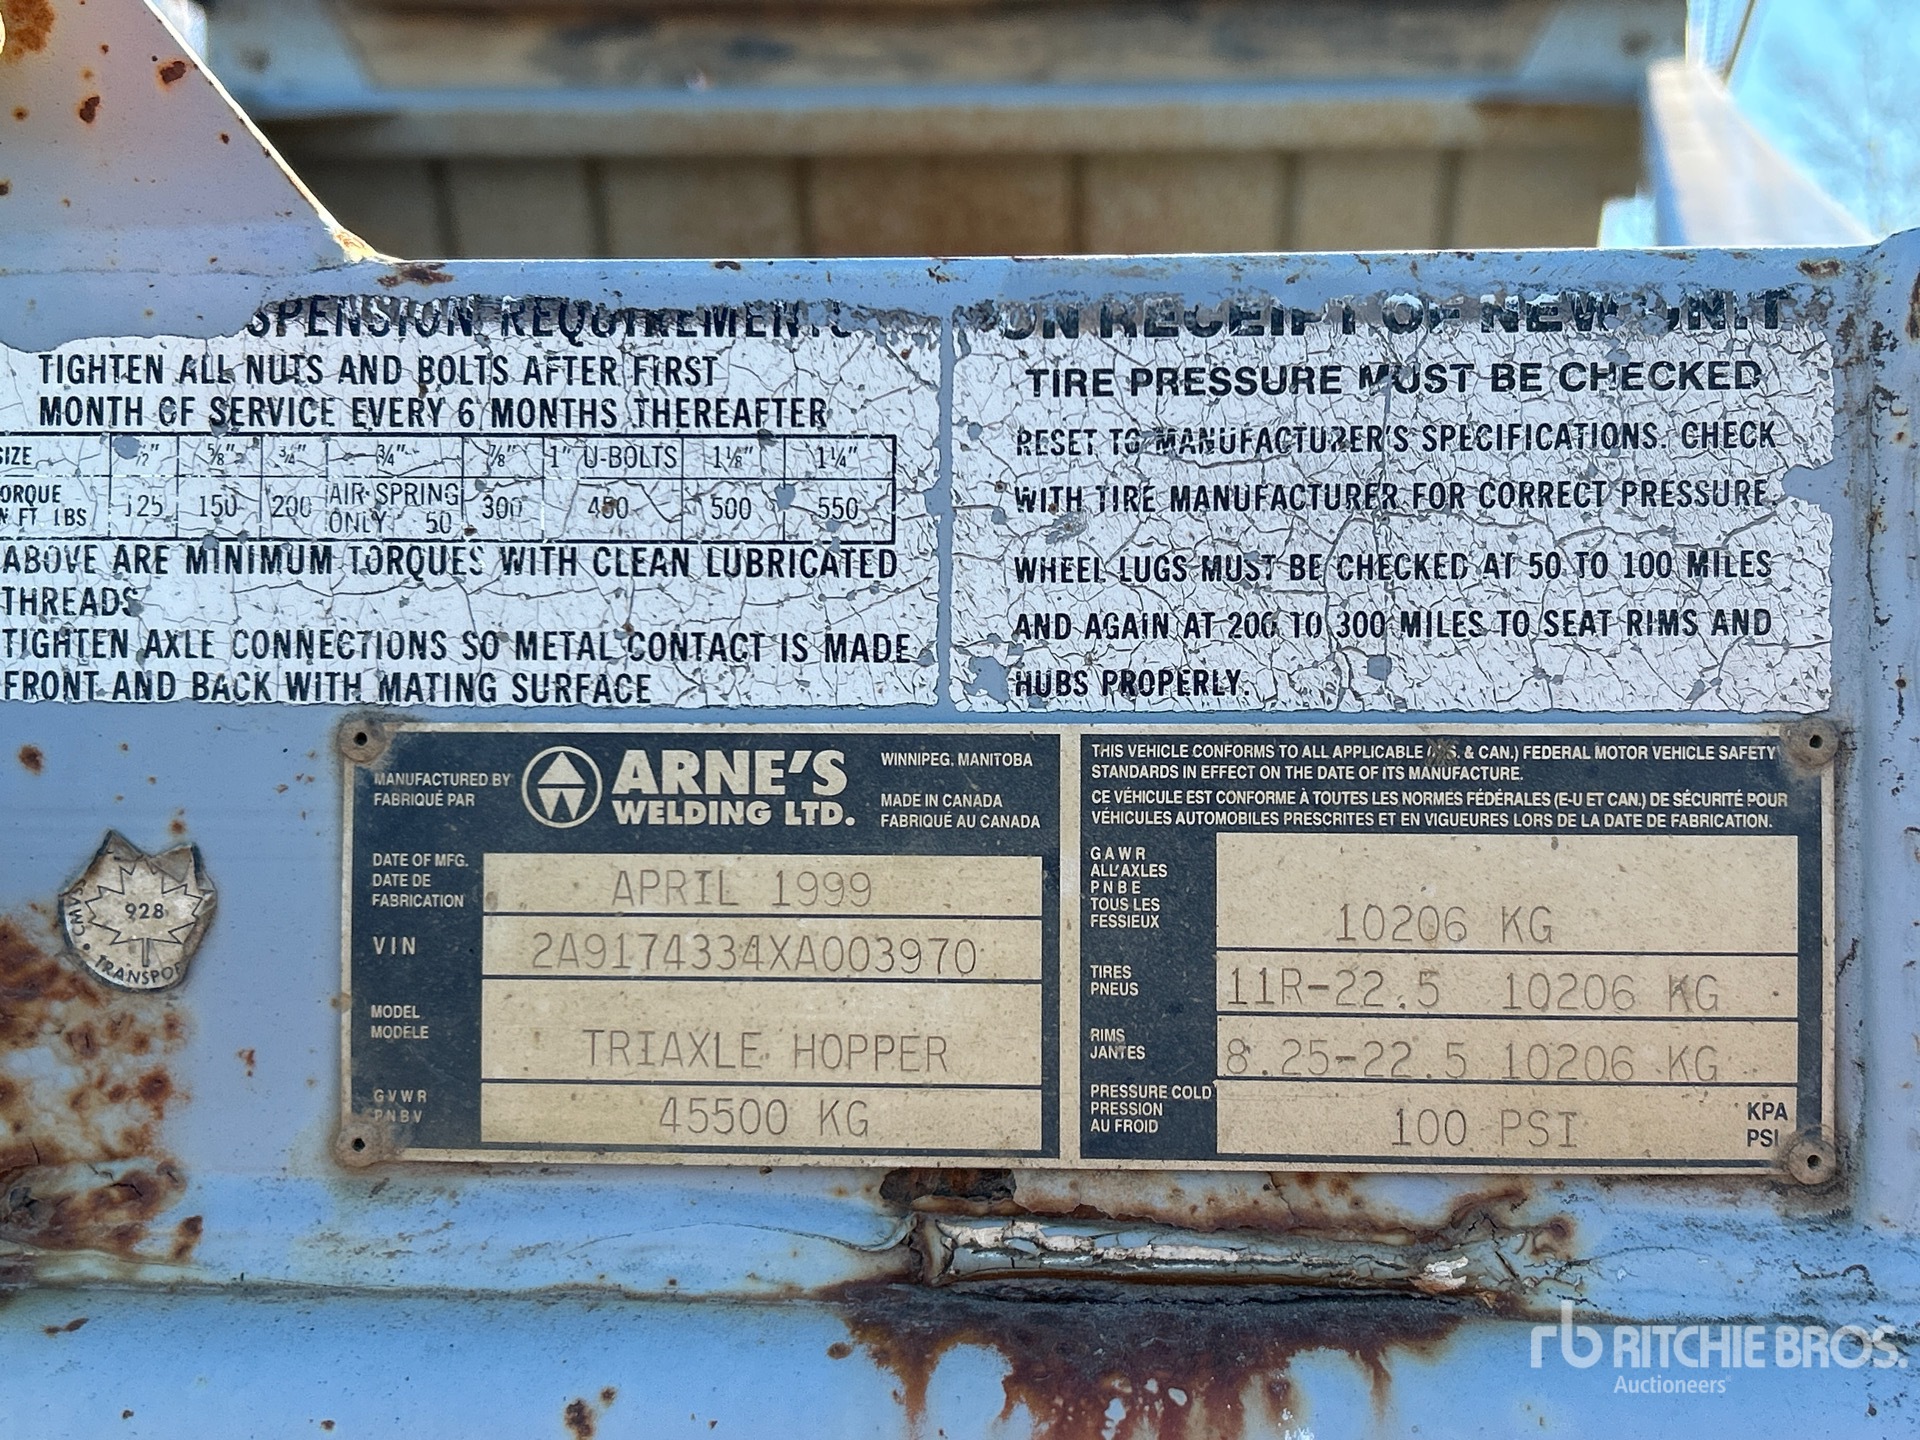 SPENSION REQUIREMENTS
TIGHTEN ALL NUTS AND BOLTS AFTER FIRST
MONTH OF SERVICE EVERY 6 MONTHS THEREAFTER
SIZE ½" ⅝" ¾" ¾" ⅞" 1" U-BOLTS 1⅛" 1¼"
TORQUE IN FT LBS 125 150 200 AIR SPRING ONLY 50 300 450 500 550
ABOVE ARE MINIMUM TORQUES WITH CLEAN LUBRICATED
THREADS
TIGHTEN AXLE CONNECTIONS SO METAL CONTACT IS MADE
FRONT AND BACK WITH MATING SURFACE
ON RECEIPT OF NEW UNIT
TIRE PRESSURE MUST BE CHECKED
RESET TO MANUFACTURER'S SPECIFICATIONS. CHECK
WITH TIRE MANUFACTURER FOR CORRECT PRESSURE.
WHEEL LUGS MUST BE CHECKED AT 50 TO 100 MILES
AND AGAIN AT 200 TO 300 MILES TO SEAT RIMS AND
HUBS PROPERLY.
CMVSS
928
TRANSPOR
MANUFACTURED BY
FABRIQUÉ PAR
ARNE'S
WELDING LTD.
WINNIPEG, MANITOBA
MADE IN CANADA
FABRIQUÉ AU CANADA
DATE OF MFG.
DATE DE
FABRICATION
APRIL 1999
VIN
2A9174334XA003970
MODEL
MODÈLE
TRIAXLE HOPPER
GVWR
PNBV
45500 KG
THIS VEHICLE CONFORMS TO ALL APPLICABLE (U.S. & CAN.) FEDERAL MOTOR VEHICLE SAFETY
STANDARDS IN EFFECT ON THE DATE OF ITS MANUFACTURE.
CE VÉHICULE EST CONFORME À TOUTES LES NORMES FÉDÉRALES (E-U ET CAN.) DE SÉCURITÉ POUR
VÉHICULES AUTOMOBILES PRESCRITES ET EN VIGUEURES LORS DE LA DATE DE FABRICATION.
GAWR
ALL'AXLES
PNBE
TOUS LES
FESSIEUX
10206 KG
TIRES
PNEUS
11R-22.5 10206 KG
RIMS
JANTES
8.25-22.5 10206 KG
PRESSURE COLD
PRESSION
AU FROID
100 PSI
KPA
PSI
rb RITCHIE BROS.
Auctioneers